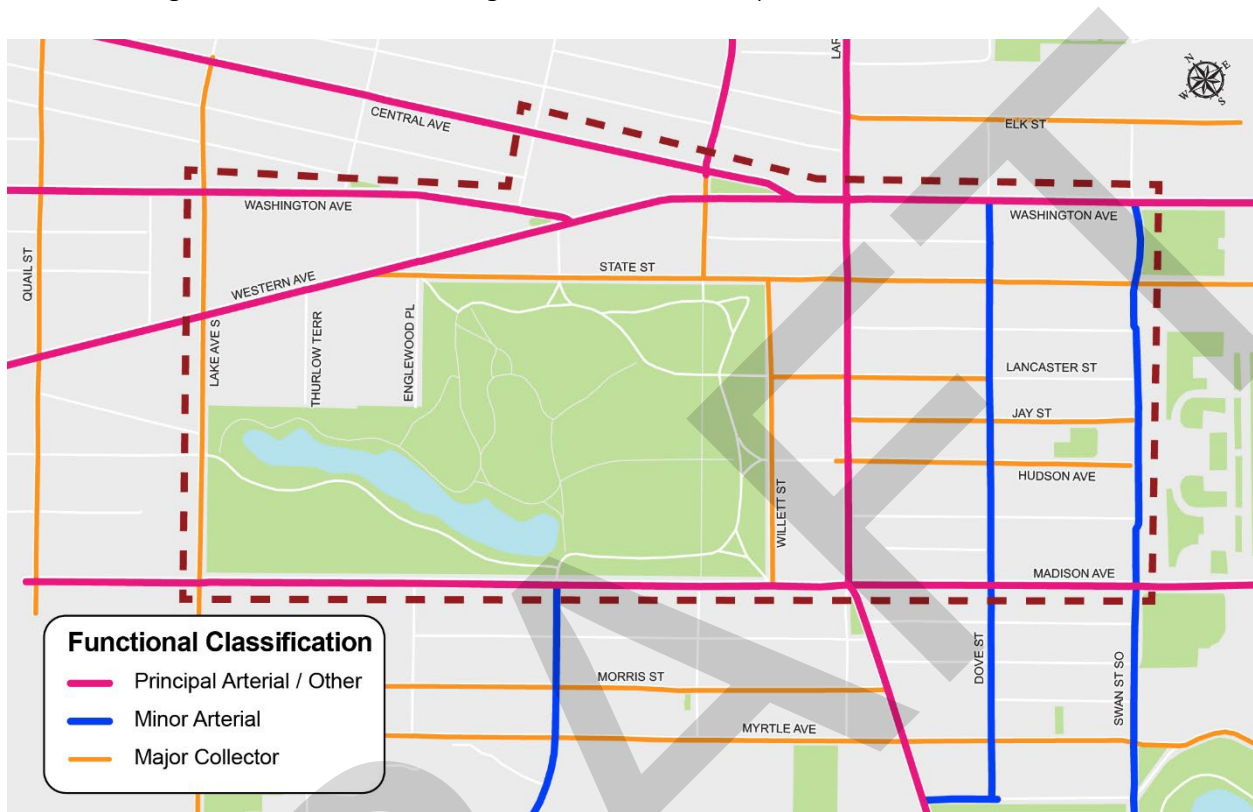 LAR
N
E
W
S
ELK ST
CENTRAL AVE
WASHINGTON AVE
WASHINGTON AVE
QUAIL ST
STATE ST
WESTERN AVE
LAKE AVE S
THURLOW TERR
ENGLEWOOD PL
LANCASTER ST
JAY ST
HUDSON AVE
WILLETT ST
MADISON AVE
Functional Classification
Principal Arterial / Other
Minor Arterial
Major Collector
MORRIS ST
DOVE ST
SWAN ST SO
MYRTLE AVE
DRAFT